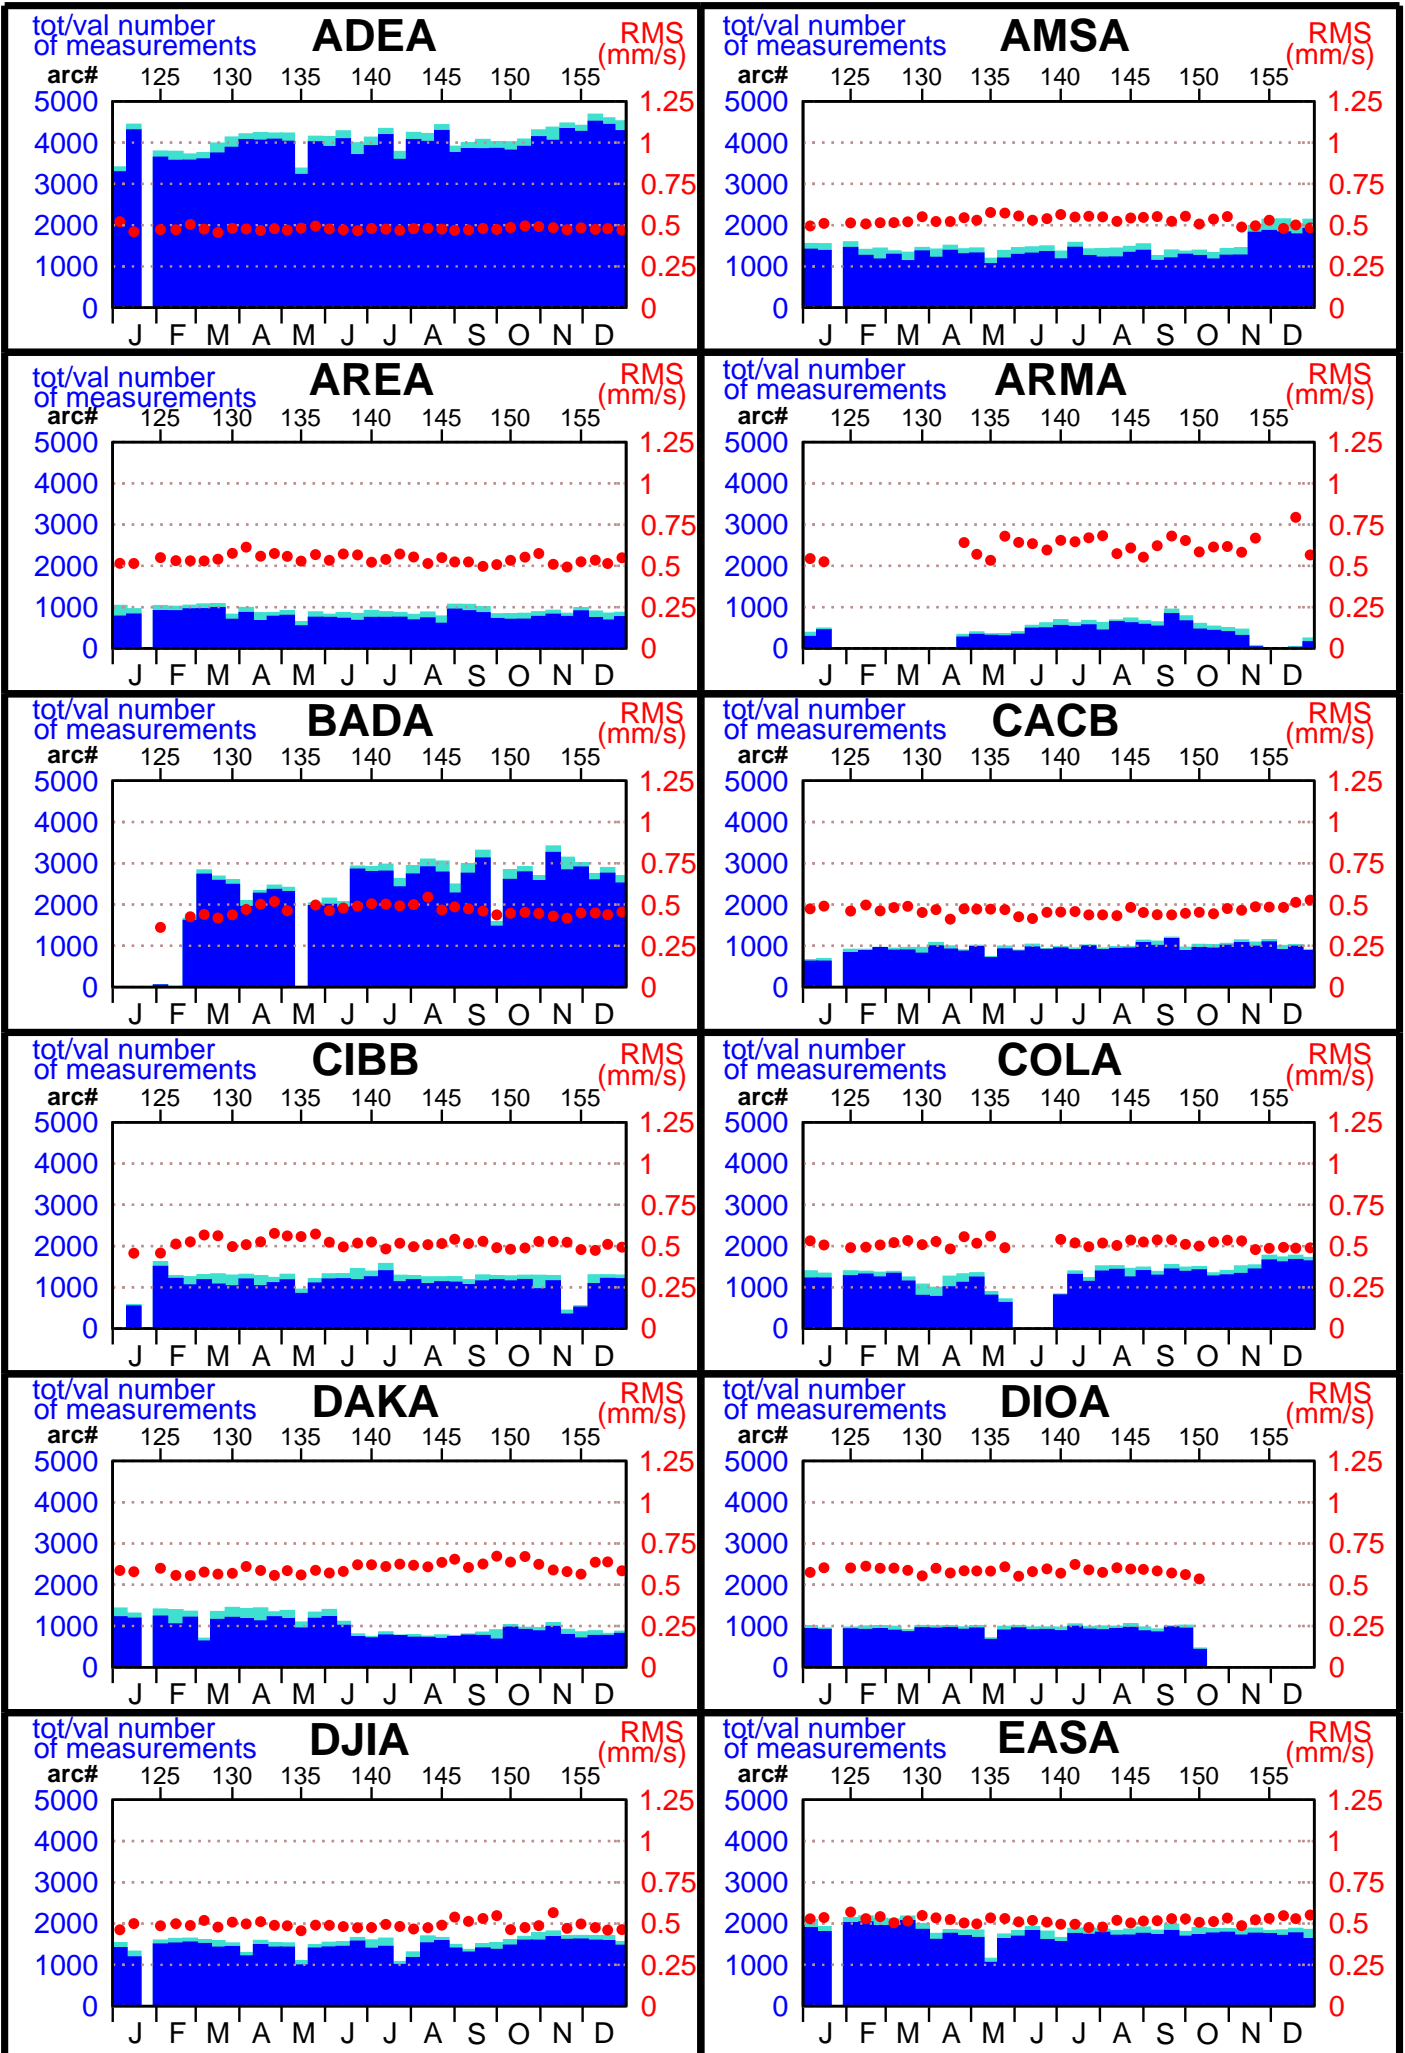 tot/val number ADEA RMS
of measurements (mm/s)
arc# 125 130 135 140 145 150 155
5000 1.25
4000 1
3000 0.75
2000 0.5
1000 0.25
0 0
J F M A M J J A S O N D
tot/val number AMSA RMS
of measurements (mm/s)
arc# 125 130 135 140 145 150 155
5000 1.25
4000 1
3000 0.75
2000 0.5
1000 0.25
0 0
J F M A M J J A S O N D
tot/val number AREA RMS
of measurements (mm/s)
arc# 125 130 135 140 145 150 155
5000 1.25
4000 1
3000 0.75
2000 0.5
1000 0.25
0 0
J F M A M J J A S O N D
tot/val number ARMA RMS
of measurements (mm/s)
arc# 125 130 135 140 145 150 155
5000 1.25
4000 1
3000 0.75
2000 0.5
1000 0.25
0 0
J F M A M J J A S O N D
tot/val number BADA RMS
of measurements (mm/s)
arc# 125 130 135 140 145 150 155
5000 1.25
4000 1
3000 0.75
2000 0.5
1000 0.25
0 0
J F M A M J J A S O N D
tot/val number CACB RMS
of measurements (mm/s)
arc# 125 130 135 140 145 150 155
5000 1.25
4000 1
3000 0.75
2000 0.5
1000 0.25
0 0
J F M A M J J A S O N D
tot/val number CIBB RMS
of measurements (mm/s)
arc# 125 130 135 140 145 150 155
5000 1.25
4000 1
3000 0.75
2000 0.5
1000 0.25
0 0
J F M A M J J A S O N D
tot/val number COLA RMS
of measurements (mm/s)
arc# 125 130 135 140 145 150 155
5000 1.25
4000 1
3000 0.75
2000 0.5
1000 0.25
0 0
J F M A M J J A S O N D
tot/val number DAKA RMS
of measurements (mm/s)
arc# 125 130 135 140 145 150 155
5000 1.25
4000 1
3000 0.75
2000 0.5
1000 0.25
0 0
J F M A M J J A S O N D
tot/val number DIOA RMS
of measurements (mm/s)
arc# 125 130 135 140 145 150 155
5000 1.25
4000 1
3000 0.75
2000 0.5
1000 0.25
0 0
J F M A M J J A S O N D
tot/val number DJIA RMS
of measurements (mm/s)
arc# 125 130 135 140 145 150 155
5000 1.25
4000 1
3000 0.75
2000 0.5
1000 0.25
0 0
J F M A M J J A S O N D
tot/val number EASA RMS
of measurements (mm/s)
arc# 125 130 135 140 145 150 155
5000 1.25
4000 1
3000 0.75
2000 0.5
1000 0.25
0 0
J F M A M J J A S O N D